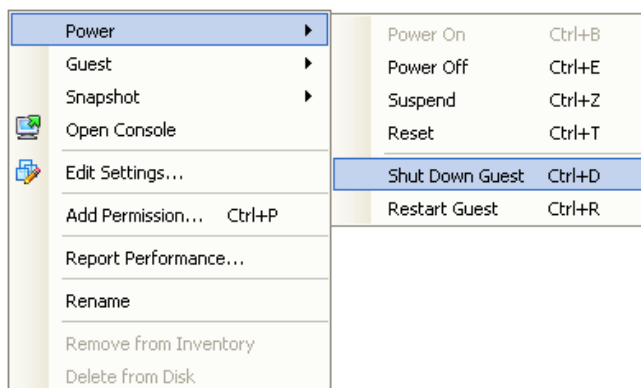 Power
Guest
Snapshot
Open Console
Edit Settings...
Add Permission... Ctrl+P
Report Performance...
Rename
Remove from Inventory
Delete from Disk
Power On Ctrl+B
Power Off Ctrl+E
Suspend Ctrl+Z
Reset Ctrl+T
Shut Down Guest Ctrl+D
Restart Guest Ctrl+R